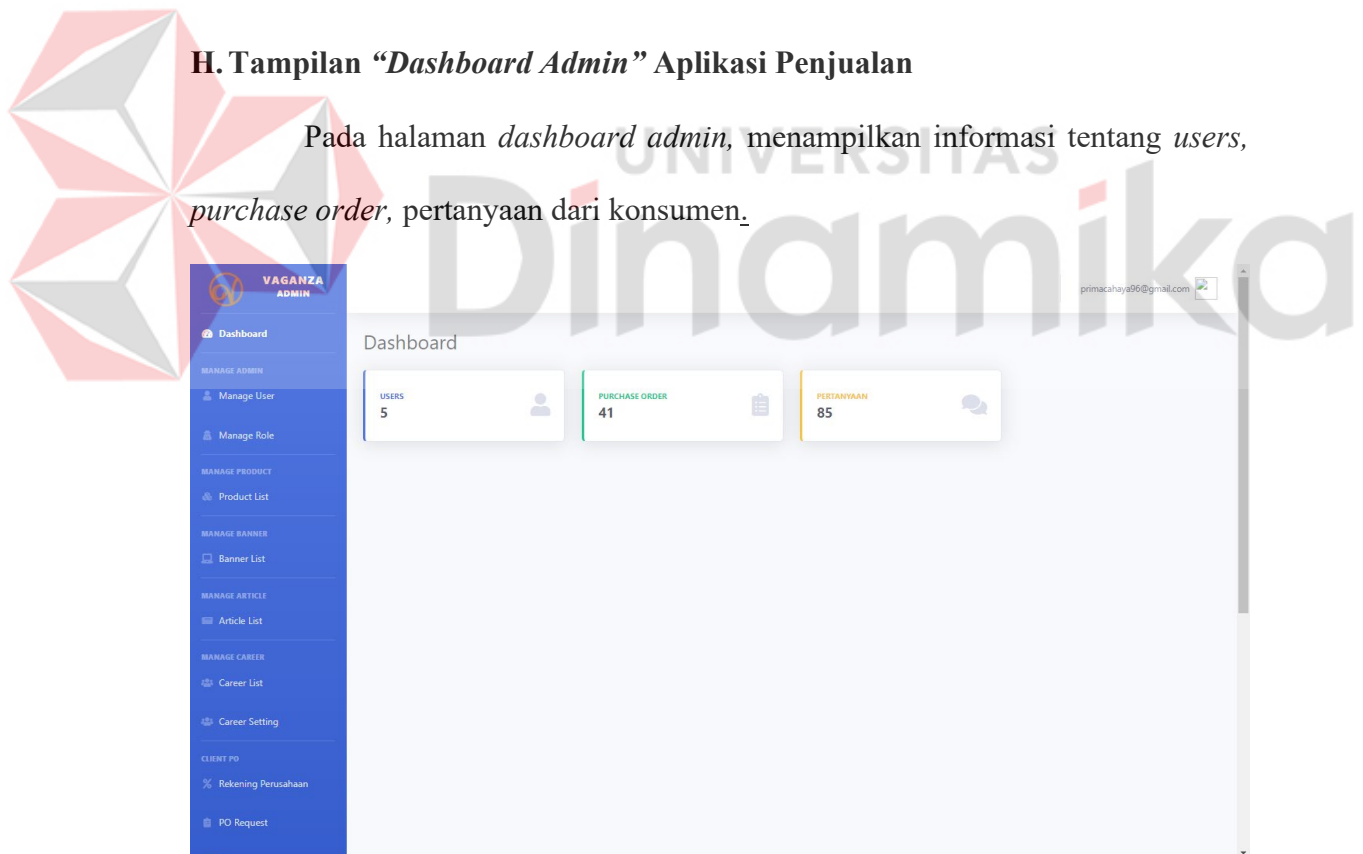 H. Tampilan “Dashboard Admin” Aplikasi Penjualan
Pada halaman dashboard admin, menampilkan informasi tentang users,
purchase order, pertanyaan dari konsumen.
UNIVERSITAS
Dinamika
VAGANZA
ADMIN
primacahaya96@gmail.com
Dashboard
MANAGE ADMIN
Manage User
Manage Role
MANAGE PRODUCT
Product List
MANAGE BANNER
Banner List
MANAGE ARTICLE
Article List
MANAGE CAREER
Career List
Career Setting
CLIENT PO
Rekening Perusahaan
PO Request
Dashboard
USERS
5
PURCHASE ORDER
41
PERTANYAAN
85